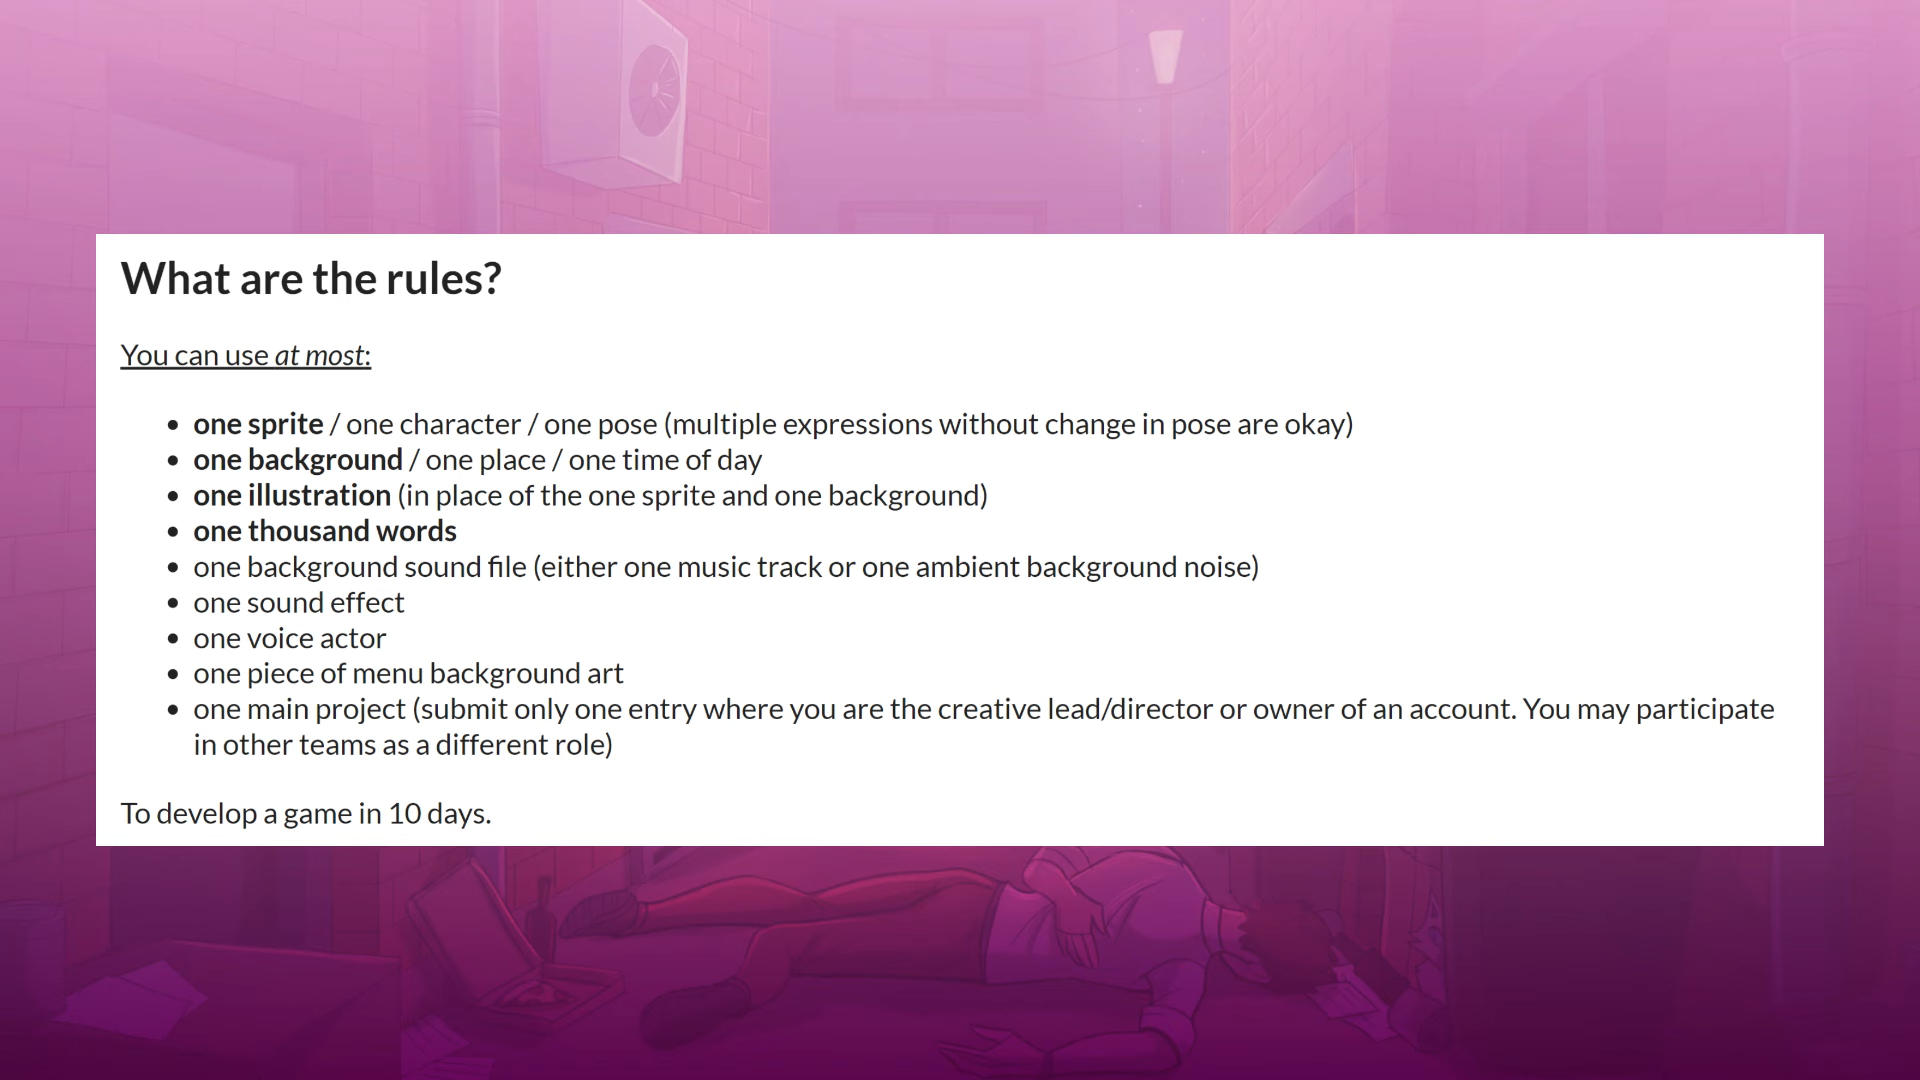 What are the rules?
You can use at most:
• one sprite / one character / one pose (multiple expressions without change in pose are okay)
• one background / one place / one time of day
• one illustration (in place of the one sprite and one background)
• one thousand words
• one background sound file (either one music track or one ambient background noise)
• one sound effect
• one voice actor
• one piece of menu background art
• one main project (submit only one entry where you are the creative lead/director or owner of an account. You may participate
in other teams as a different role)
To develop a game in 10 days.